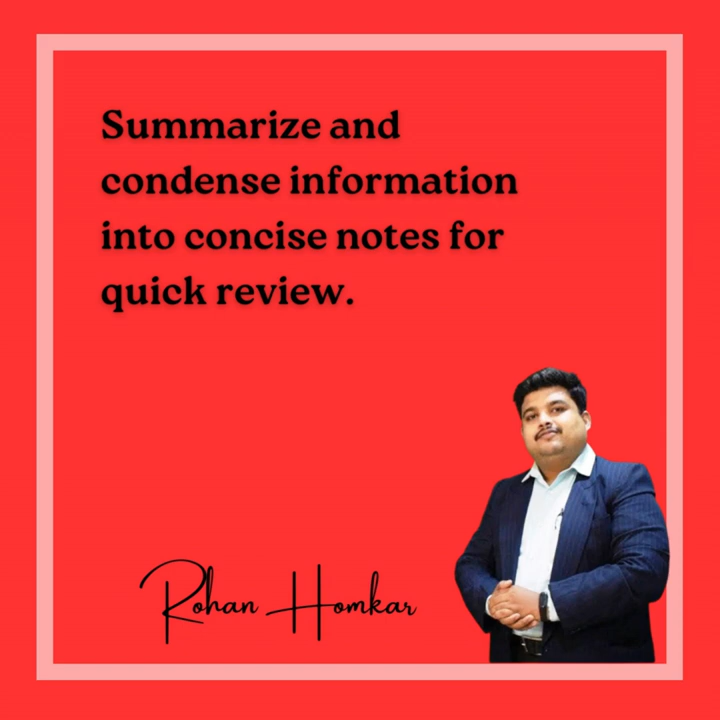 Summarize and
condense information
into concise notes for
quick review.
Rohan Homkar